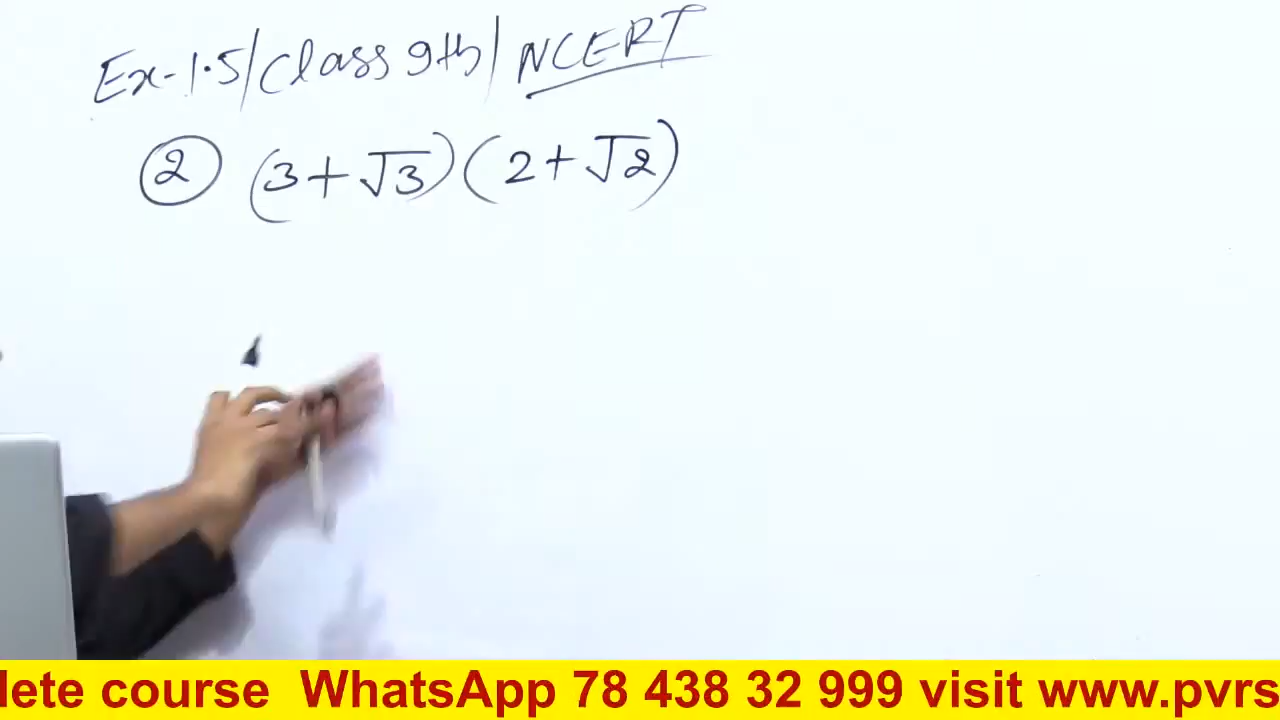 Ex-1.5/Class 9th/NCERT
② (3+√3)(2+√2)
lete course WhatsApp 78 438 32 999 visit www.pvrs